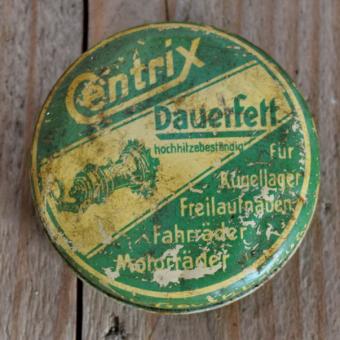 Centrix
Dauerfett
hochhitzebeständig
Für
Kugellager
Freilaufnaben
Fahrräder
Motorräder